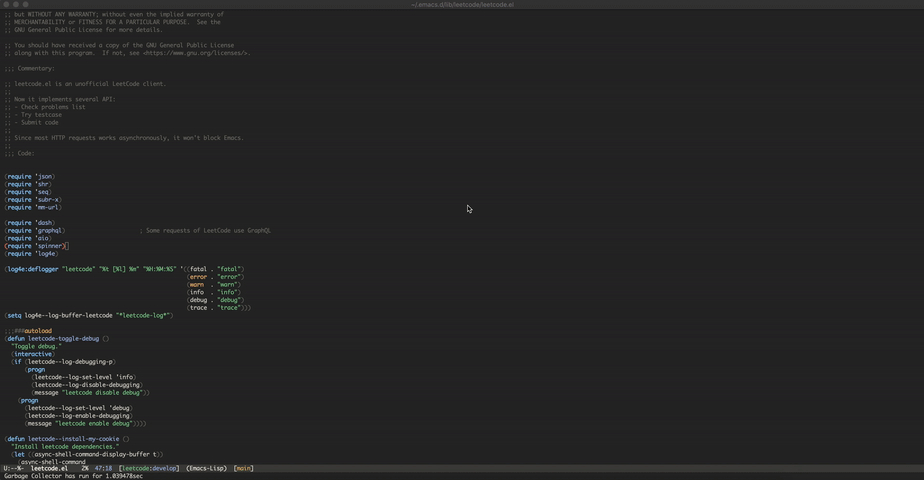 ~/.emacs.d/lib/leetcode/leetcode.el
;; but WITHOUT ANY WARRANTY; without even the implied warranty of
;; MERCHANTABILITY or FITNESS FOR A PARTICULAR PURPOSE.  See the
;; GNU General Public License for more details.
;; You should have received a copy of the GNU General Public License
;; along with this program.  If not, see <https://www.gnu.org/licenses/>.
;;; Commentary:
;; leetcode.el is an unofficial LeetCode client.
;;
;; Now it implements several API:
;; - Check problems list
;; - Try testcase
;; - Submit code
;;
;; Since most HTTP requests works asynchronously, it won't block Emacs.
;;
;;; Code:
(require 'json)
(require 'shr)
(require 'seq)
(require 'subr-x)
(require 'mm-url)
(require 'dash)
(require 'graphql)                    ; Some requests of LeetCode use GraphQL
(require 'aio)
(require 'spinner)
(require 'log4e)
(log4e:deflogger "leetcode" "%t [%l] %m" "%H:%M:%S" '((fatal . "fatal")
(error . "error")
(warn  . "warn")
(info  . "info")
(debug . "debug")
(trace . "trace")))
(setq log4e--log-buffer-leetcode "*leetcode-log*")
;;;###autoload
(defun leetcode-toggle-debug ()
"Toggle debug."
(interactive)
(if (leetcode--log-debugging-p)
(progn
(leetcode--log-set-level 'info)
(leetcode--log-disable-debugging)
(message "leetcode disable debug"))
(progn
(leetcode--log-set-level 'debug)
(leetcode--log-enable-debugging)
(message "leetcode enable debug"))))
(defun leetcode--install-my-cookie ()
"Install leetcode dependencies."
(let ((async-shell-command-display-buffer t))
(async-shell-command
U:--%-  leetcode.el    2%  47:18  [leetcode:develop]  (Emacs-Lisp)  [main]
Garbage Collector has run for 1.039478sec